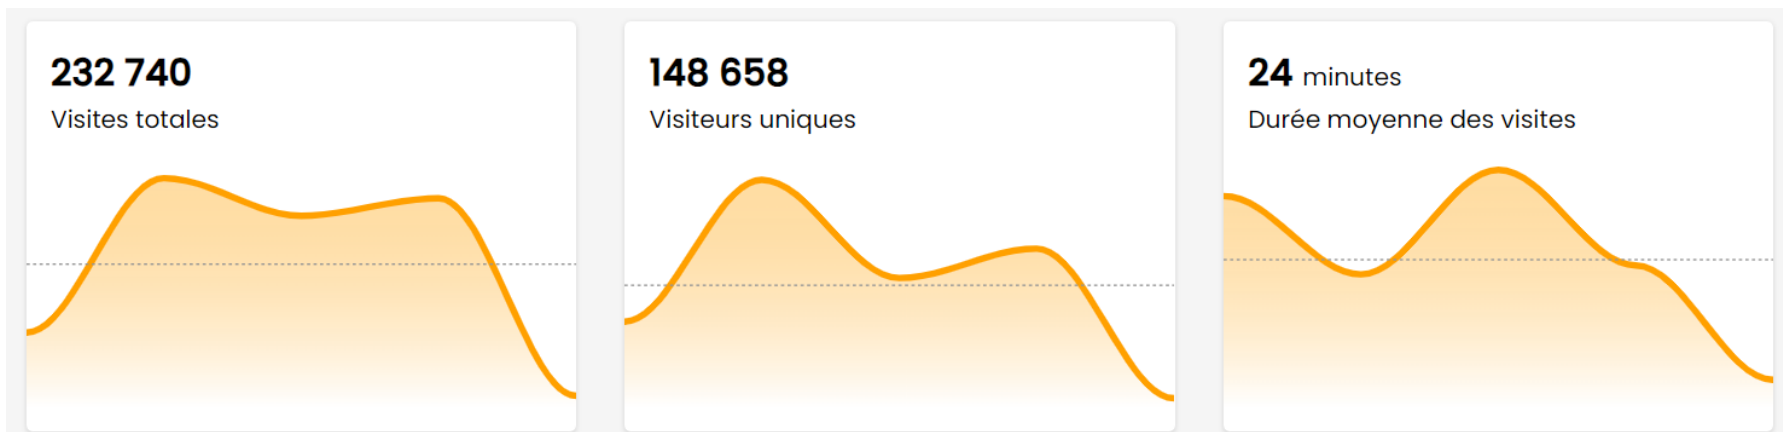 232 740
Visites totales
148 658
Visiteurs uniques
24 minutes
Durée moyenne des visites